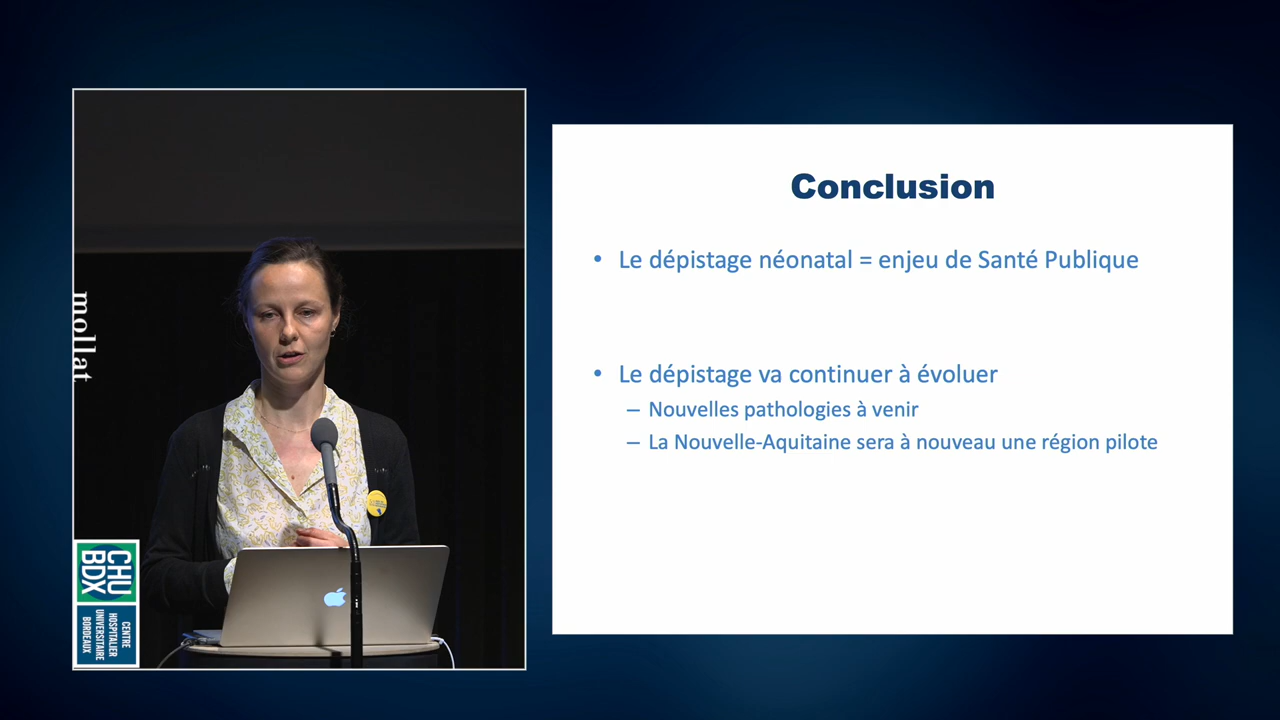 mollat
CHU
BDX
CENTRE
HOSPITALIER
UNIVERSITAIRE
BORDEAUX
Conclusion
• Le dépistage néonatal = enjeu de Santé Publique
• Le dépistage va continuer à évoluer
– Nouvelles pathologies à venir
– La Nouvelle-Aquitaine sera à nouveau une région pilote